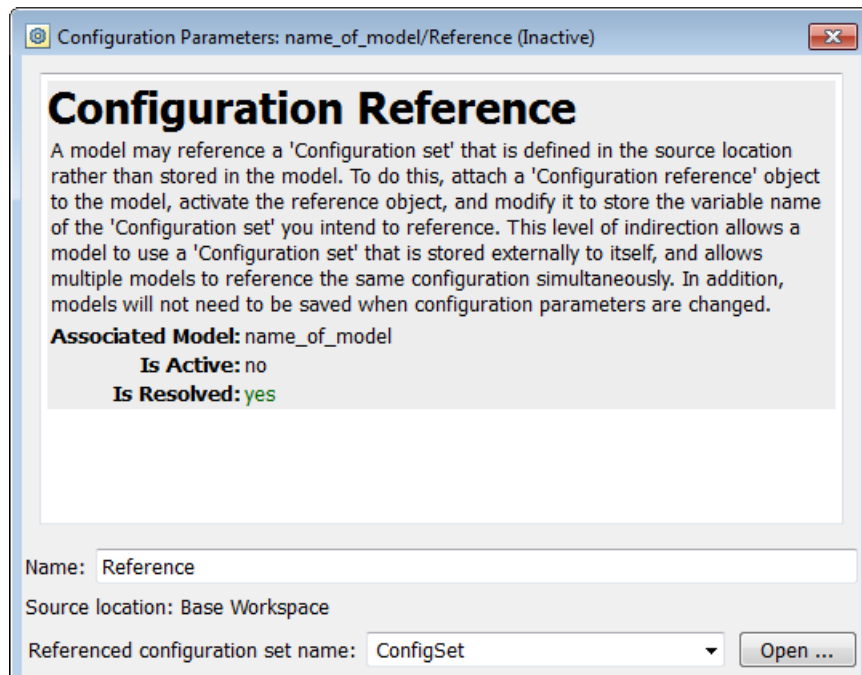 Configuration Parameters: name_of_model/Reference (Inactive)
Configuration Reference
A model may reference a 'Configuration set' that is defined in the source location
rather than stored in the model. To do this, attach a 'Configuration reference' object
to the model, activate the reference object, and modify it to store the variable name
of the 'Configuration set' you intend to reference. This level of indirection allows a
model to use a 'Configuration set' that is stored externally to itself, and allows
multiple models to reference the same configuration simultaneously. In addition,
models will not need to be saved when configuration parameters are changed.
Associated Model: name_of_model
Is Active: no
Is Resolved: yes
Name: Reference
Source location: Base Workspace
Referenced configuration set name: ConfigSet Open ...